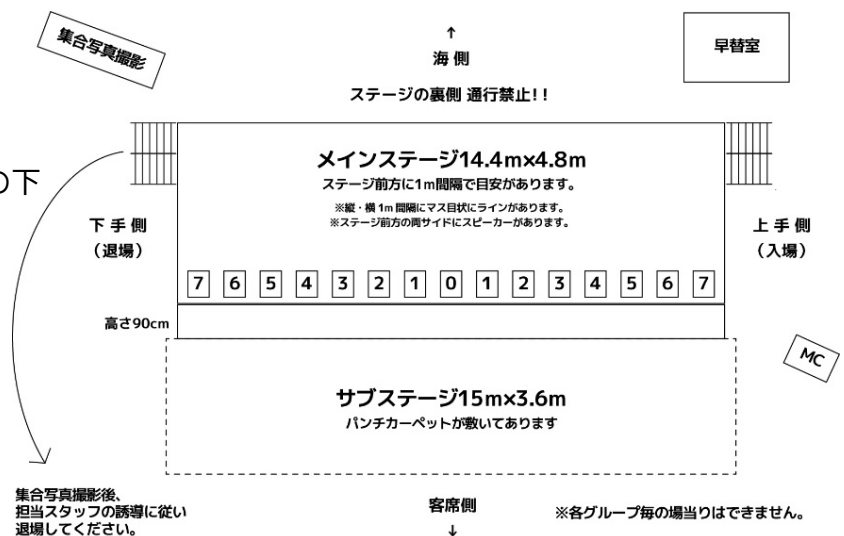 集合写真撮影
↑
海 側
早替室
ステージの裏側 通行禁止!!
の下
メインステージ14.4m×4.8m
ステージ前方に1m間隔で目安があります。
※縦・横 1m 間隔にマス目状にラインがあります。
※ステージ前方の両サイドにスピーカーがあります。
下 手 側
（退場）
上 手 側
（入場）
7 6 5 4 3 2 1 0 1 2 3 4 5 6 7
高さ90cm
MC
サブステージ15m×3.6m
パンチカーペットが敷いてあります
集合写真撮影後、
担当スタッフの誘導に従い
退場してください。
客席側
↓
※各グループ毎の場当りはできません。